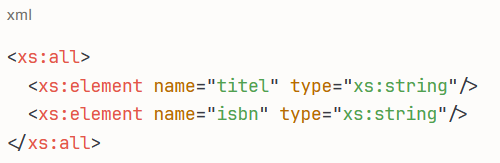 xml
<xs:all>
  <xs:element name="titel" type="xs:string"/>
  <xs:element name="isbn" type="xs:string"/>
</xs:all>